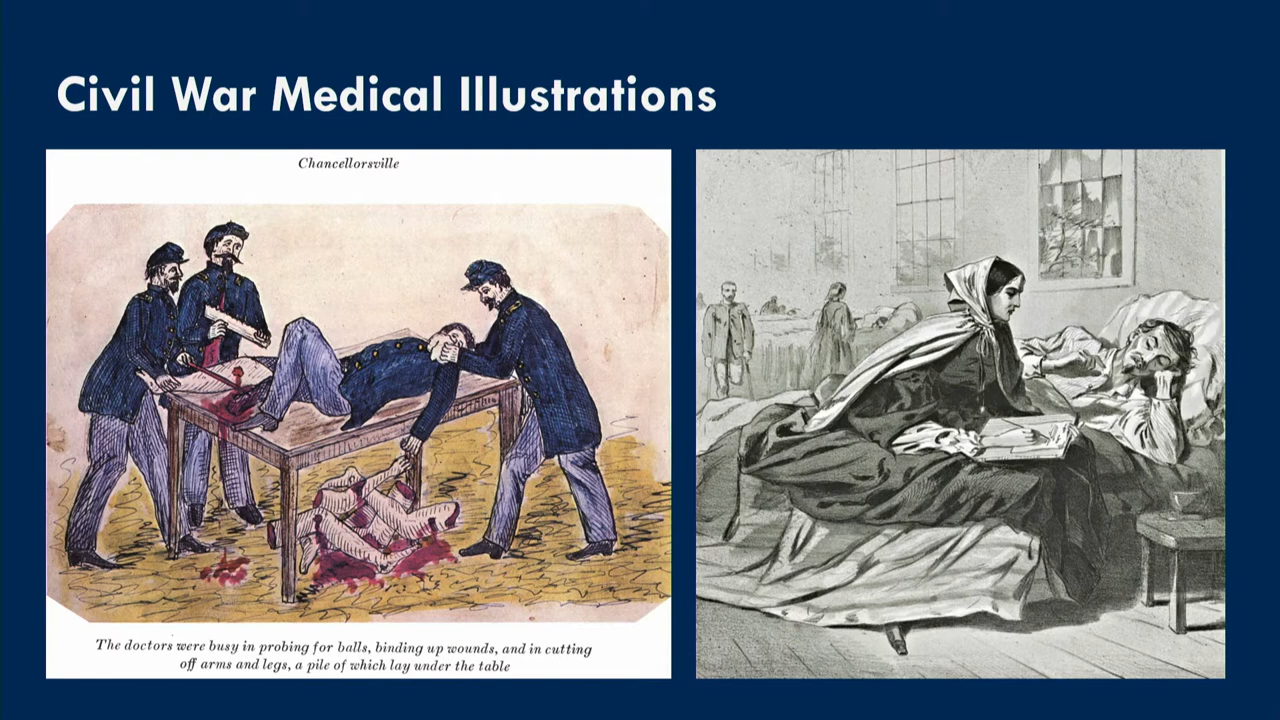 Civil War Medical Illustrations
Chancellorsville
The doctors were busy in probing for balls, binding up wounds, and in cutting
off arms and legs, a pile of which lay under the table